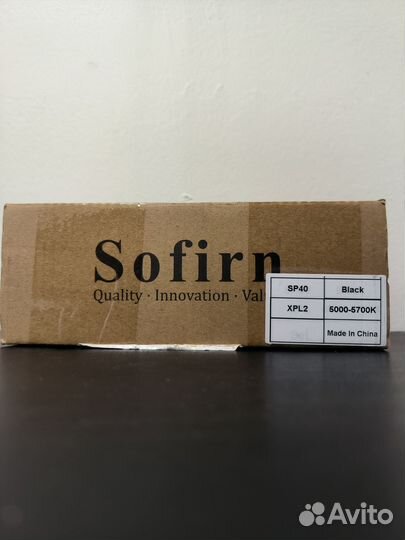 Sofirn
Quality · Innovation · Val
SP40 Black
XPL2 5000-5700K
Made In China
Avito